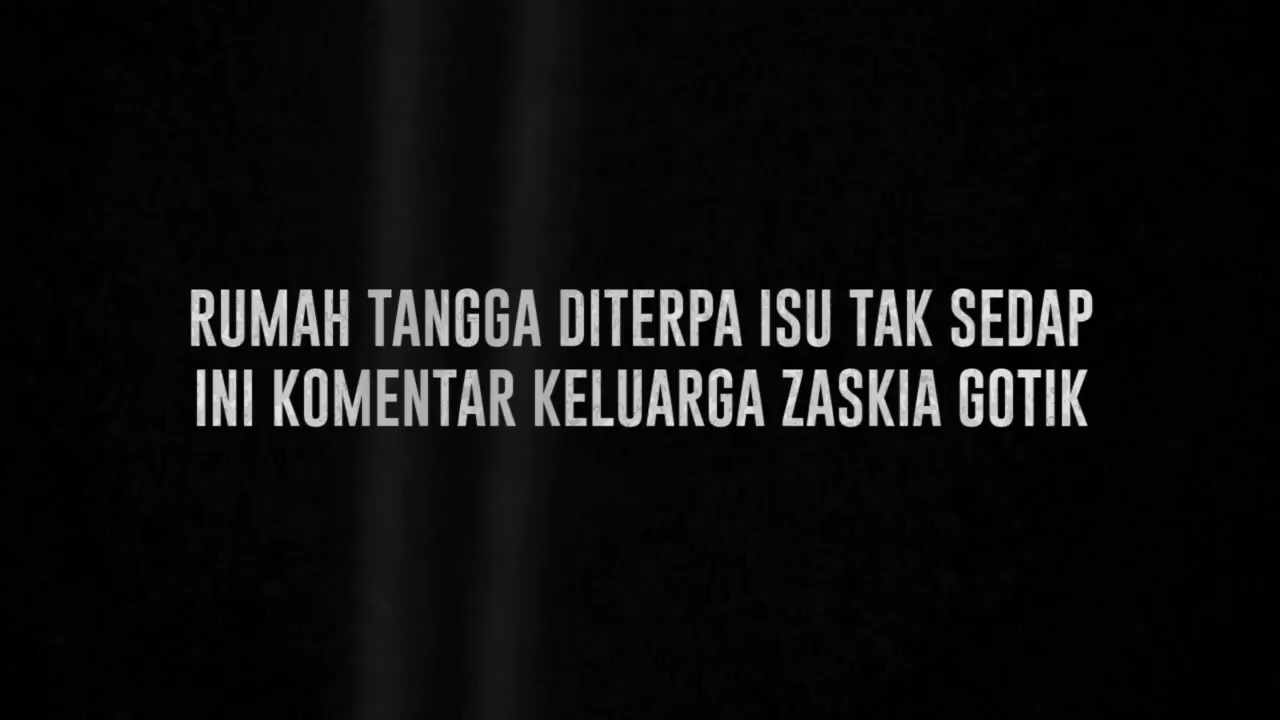 RUMAH TANGGA DITERPA ISU TAK SEDAP
INI KOMENTAR KELUARGA ZASKIA GOTIK